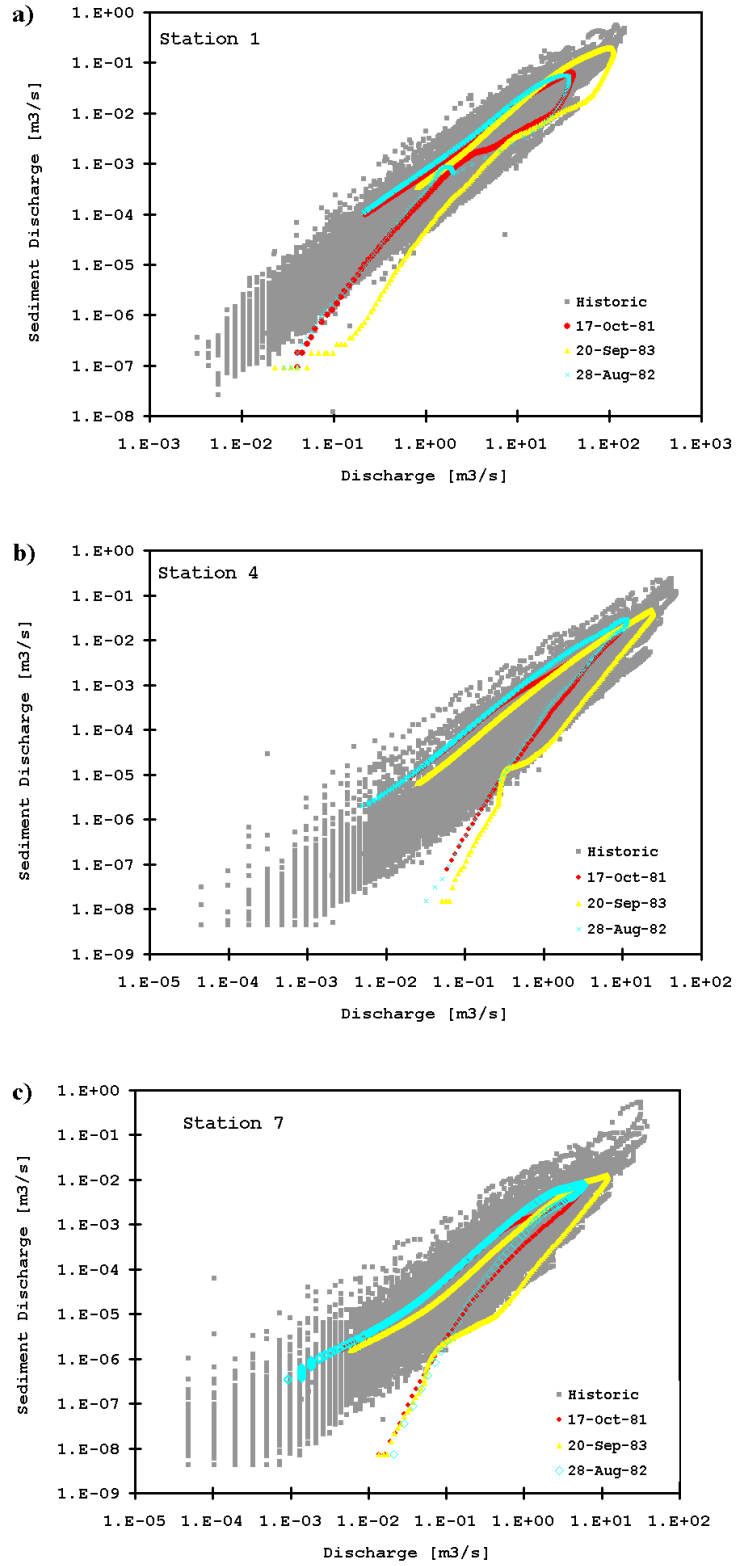 a)
Station 1
1.E+00
1.E-01
1.E-02
1.E-03
1.E-04
1.E-05
1.E-06
1.E-07
1.E-08
Sediment Discharge [m3/s]
Historic
17-Oct-81
20-Sep-83
28-Aug-82
1.E-03 1.E-02 1.E-01 1.E+00 1.E+01 1.E+02 1.E+03
Discharge [m3/s]
b)
Station 4
1.E+00
1.E-01
1.E-02
1.E-03
1.E-04
1.E-05
1.E-06
1.E-07
1.E-08
1.E-09
Sediment Discharge [m3/s]
Historic
17-Oct-81
20-Sep-83
28-Aug-82
1.E-05 1.E-04 1.E-03 1.E-02 1.E-01 1.E+00 1.E+01 1.E+02
Discharge [m3/s]
c)
Station 7
1.E+00
1.E-01
1.E-02
1.E-03
1.E-04
1.E-05
1.E-06
1.E-07
1.E-08
1.E-09
Sediment Discharge [m3/s]
Historic
17-Oct-81
20-Sep-83
28-Aug-82
1.E-05 1.E-04 1.E-03 1.E-02 1.E-01 1.E+00 1.E+01 1.E+02
Discharge [m3/s]